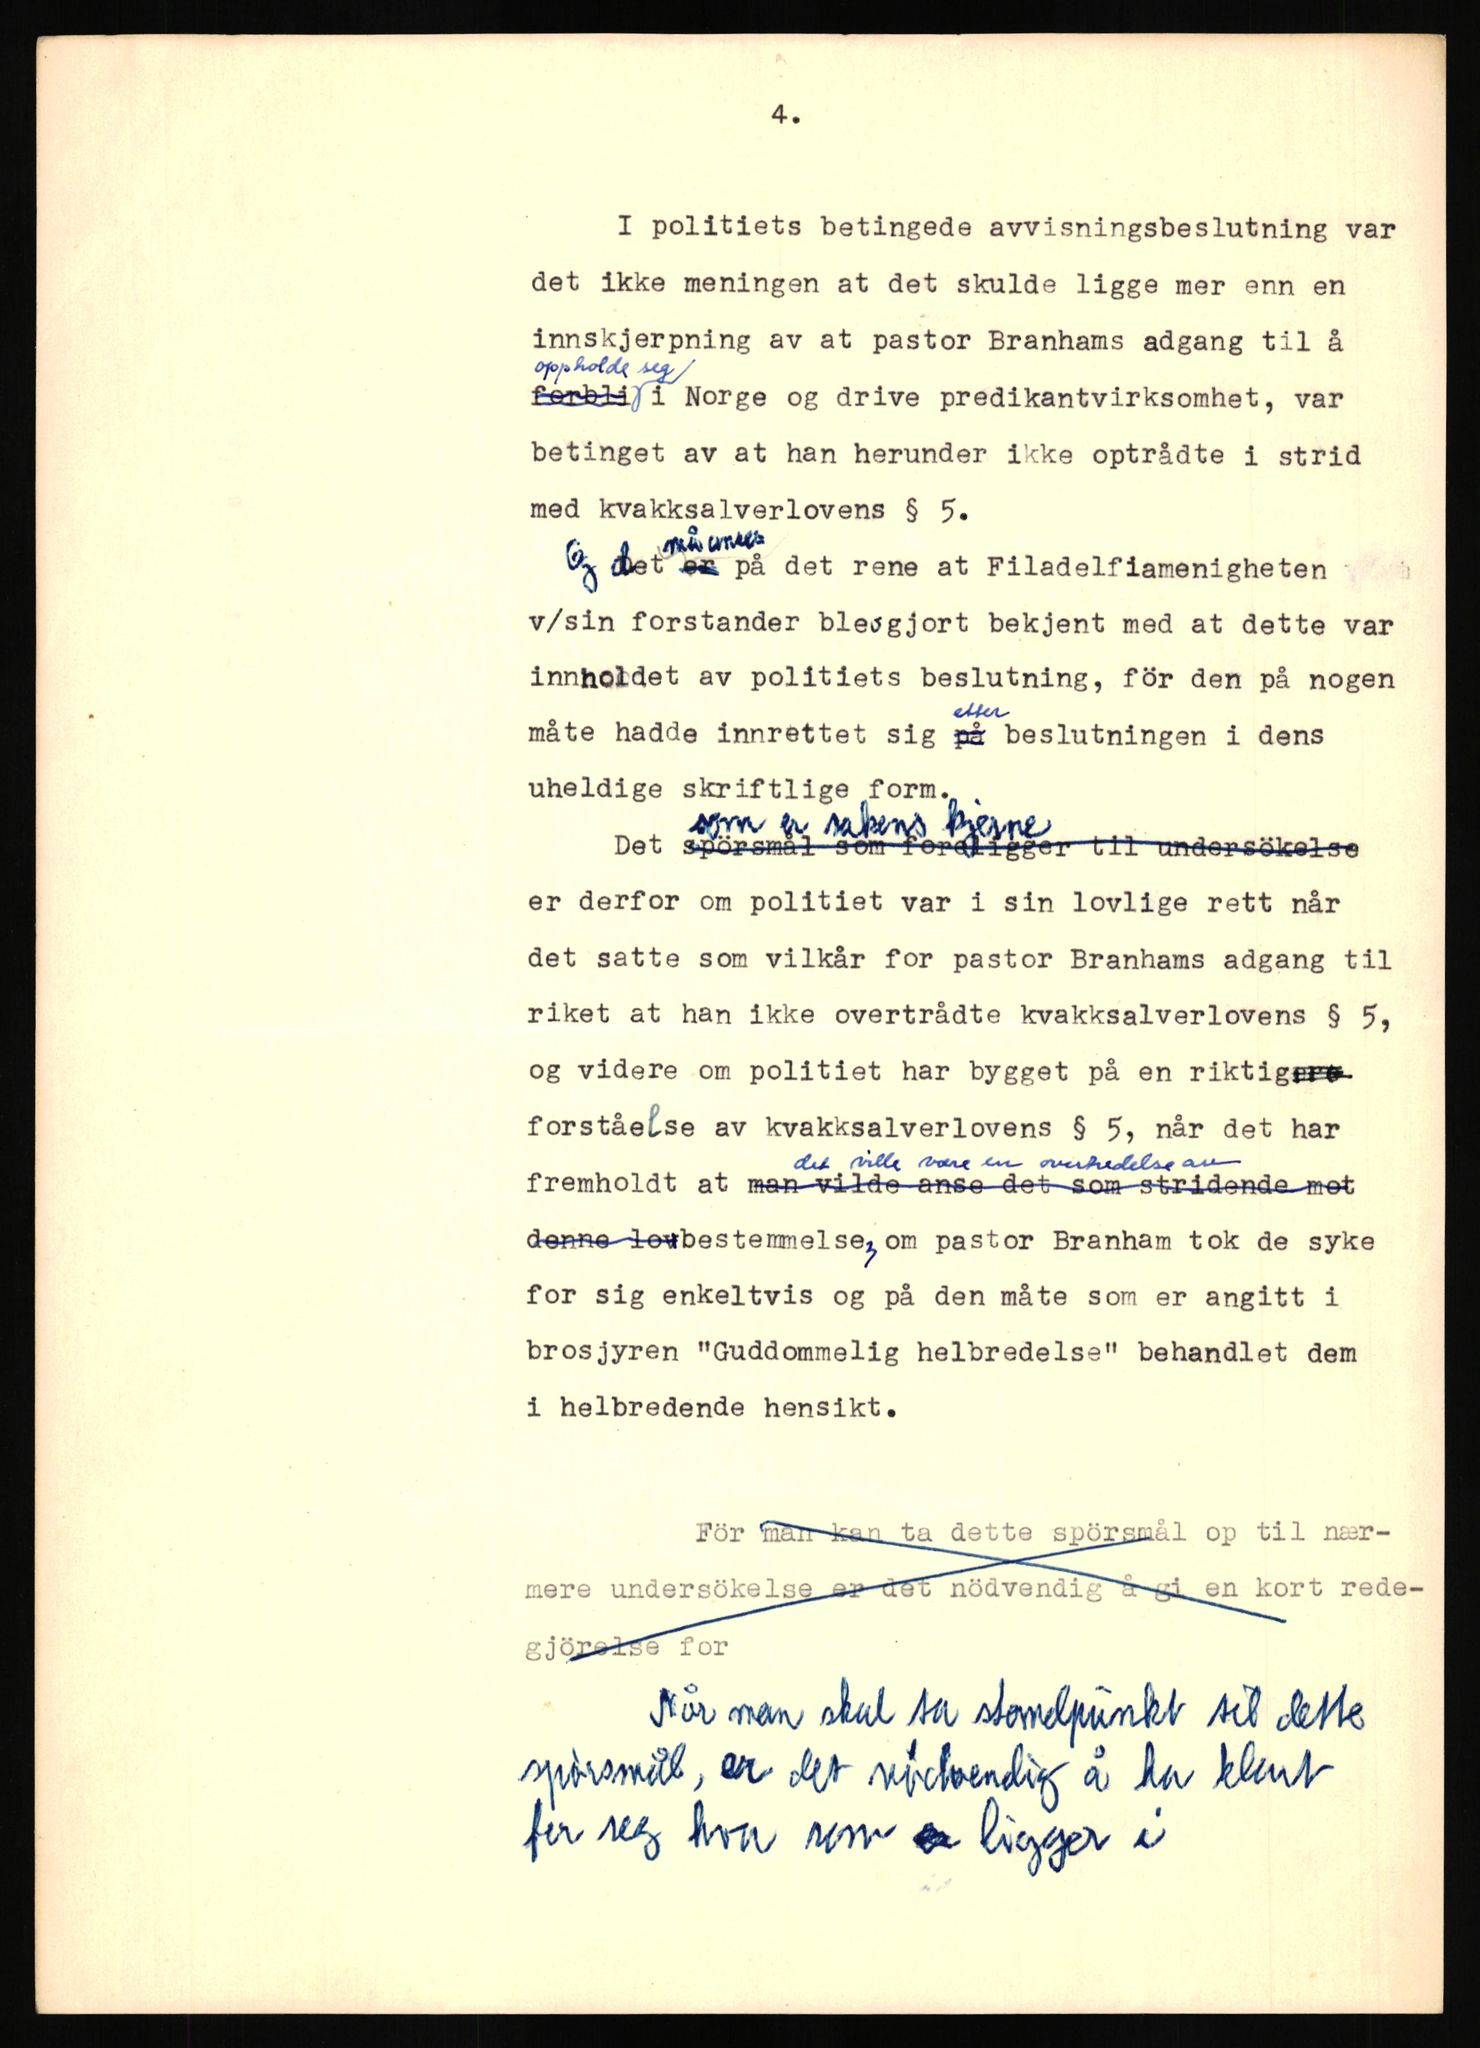 4.
I politiets betingede avvisningsbeslutning var
det ikke meningen at det skulde ligge mer enn en
innskjerpning av at pastor Branhams adgang til å
oppholde seg
forbli i Norge og drive predikantvirksomhet, var
betinget av at han herunder ikke optrådte i strid
med kvakksalverlovens § 5.
må
Og det er på det rene at Filadelfiamenigheten
v/sin forstander ble gjort bekjent med at dette var
innholdet av politiets beslutning, för den på nogen
etter
måte hadde innrettet sig på beslutningen i dens
uheldige skriftlige form.
som er sakens kjerne
Det spörsmål som foreligger til undersökelse
er derfor om politiet var i sin lovlige rett når
det satte som vilkår for pastor Branhams adgang til
riket at han ikke overtrådte kvakksalverlovens § 5,
og videre om politiet har bygget på en riktigere
forståelse av kvakksalverlovens § 5, når det har
det ville være en overtredelse av
fremholdt at man vilde anse det som stridende mot
denne lovbestemmelse, om pastor Branham tok de syke
for sig enkeltvis og på den måte som er angitt i
brosjyren "Guddommelig helbredelse" behandlet dem
i helbredende hensikt.
För man kan ta dette spörsmål op til nær-
mere undersökelse er det nödvendig å gi en kort rede-
gjörelse for
Når man skal ta standpunkt til dette
spörsmål, er det nödvendig å ha klart
for seg hva som ligger i